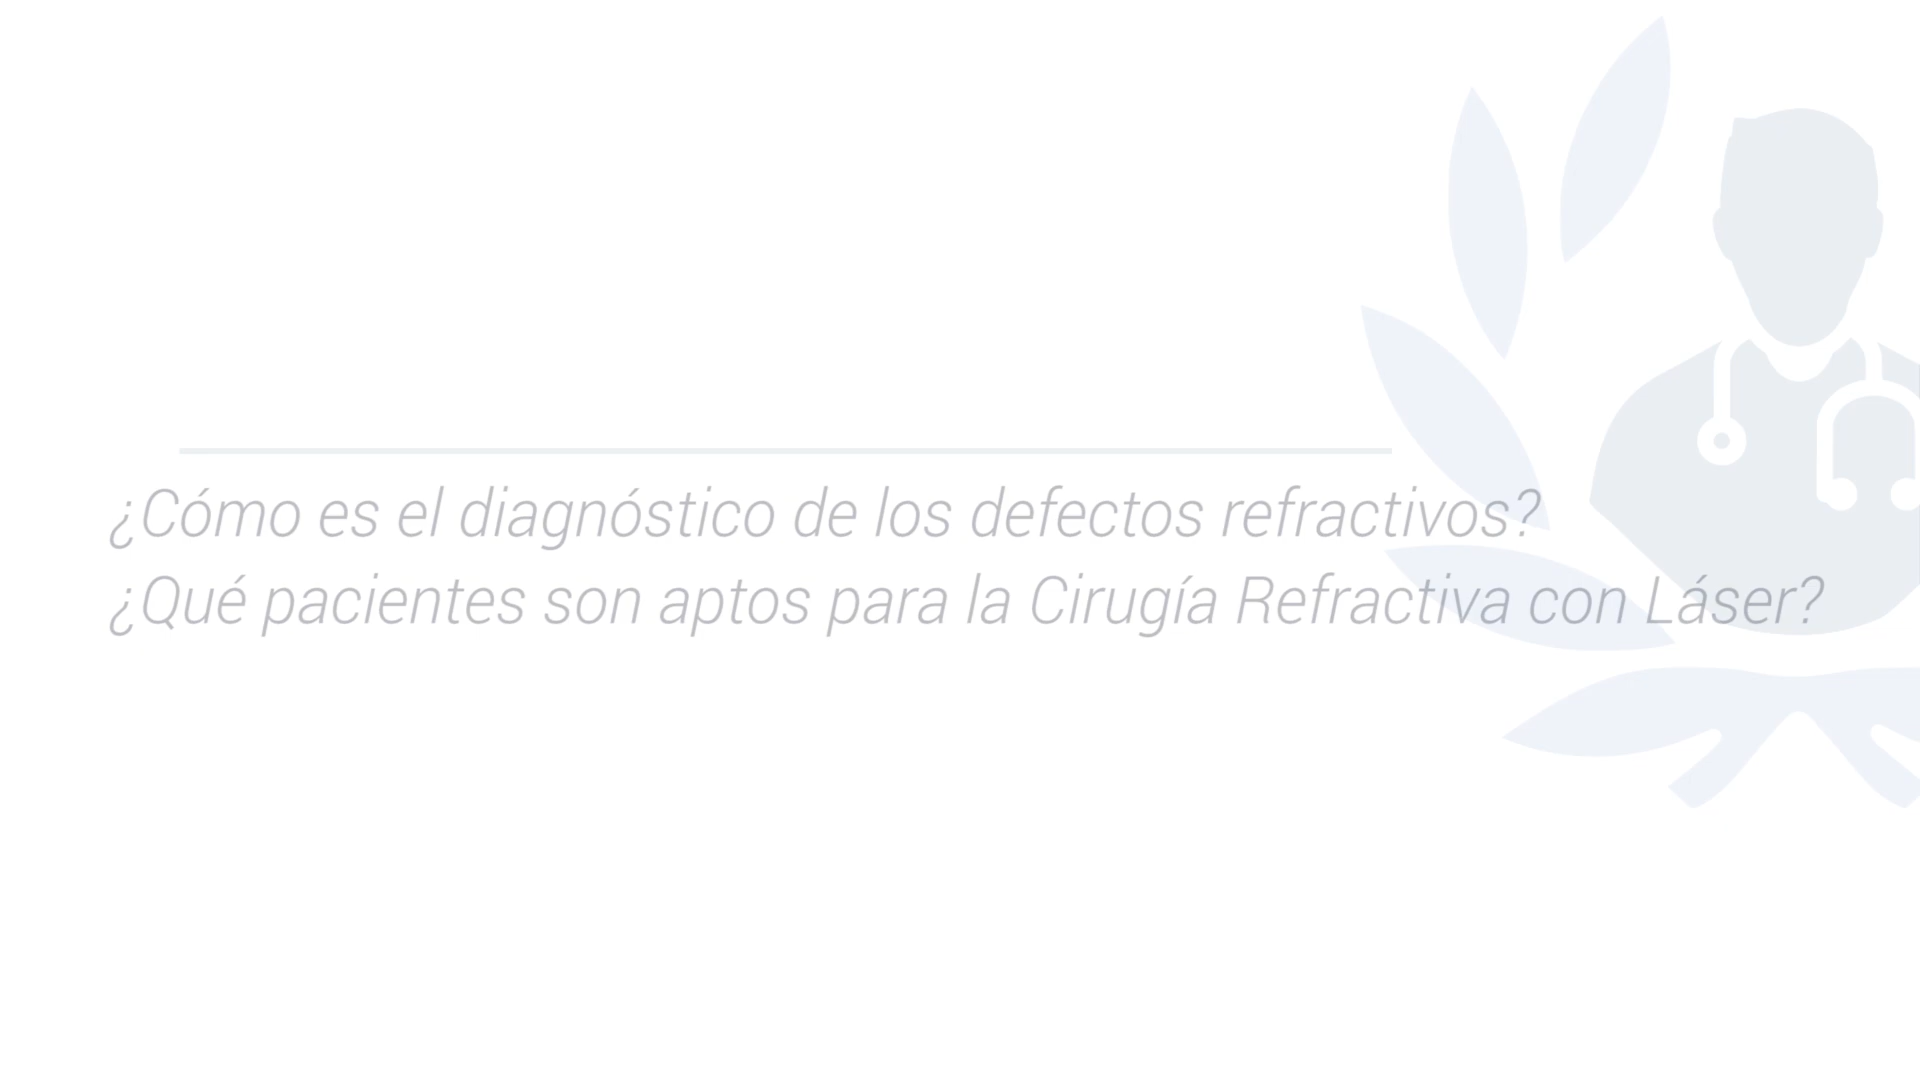 ¿Cómo es el diagnóstico de los defectos refractivos?
¿Qué pacientes son aptos para la Cirugía Refractiva con Láser?